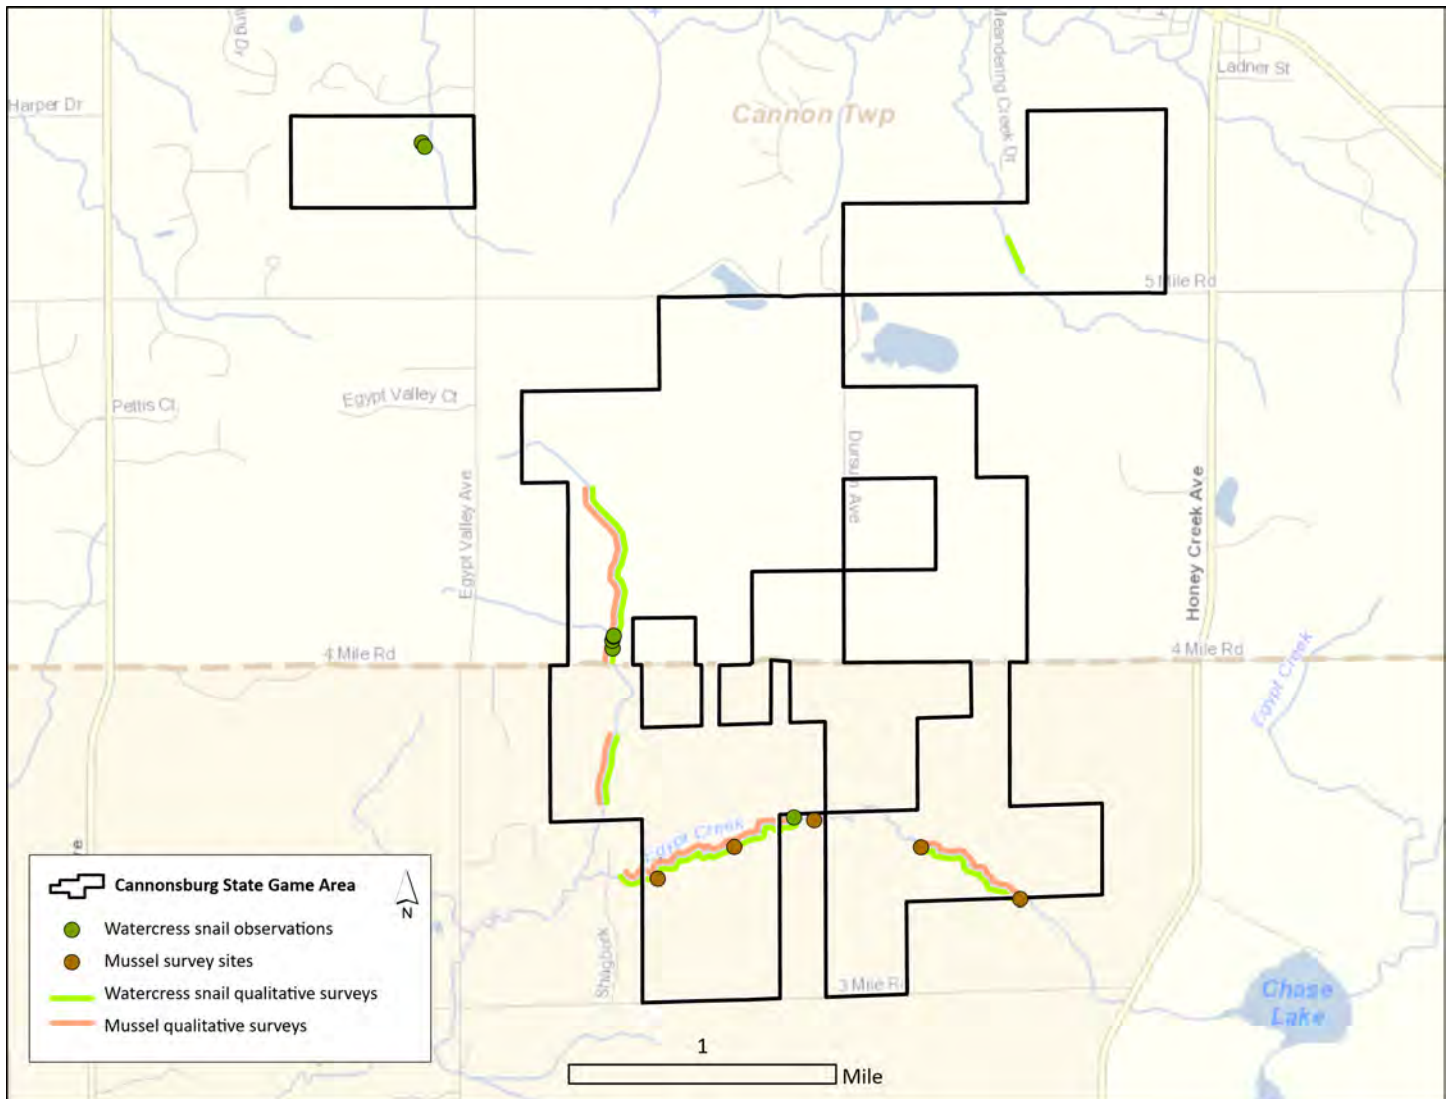 Ladner St
Harper Dr
Cannon Twp
Meandering Creek Dr
5 Mile Rd
Egypt Valley Ct
Pettis Ct
Egypt Valley Ave
Honey Creek Ave
4 Mile Rd
4 Mile Rd
Egypt Creek
Egypt Creek
Shagbark
3 Mile Rd
Chase
Lake
Cannonsburg State Game Area
N
Watercress snail observations
Mussel survey sites
Watercress snail qualitative surveys
Mussel qualitative surveys
1
Mile